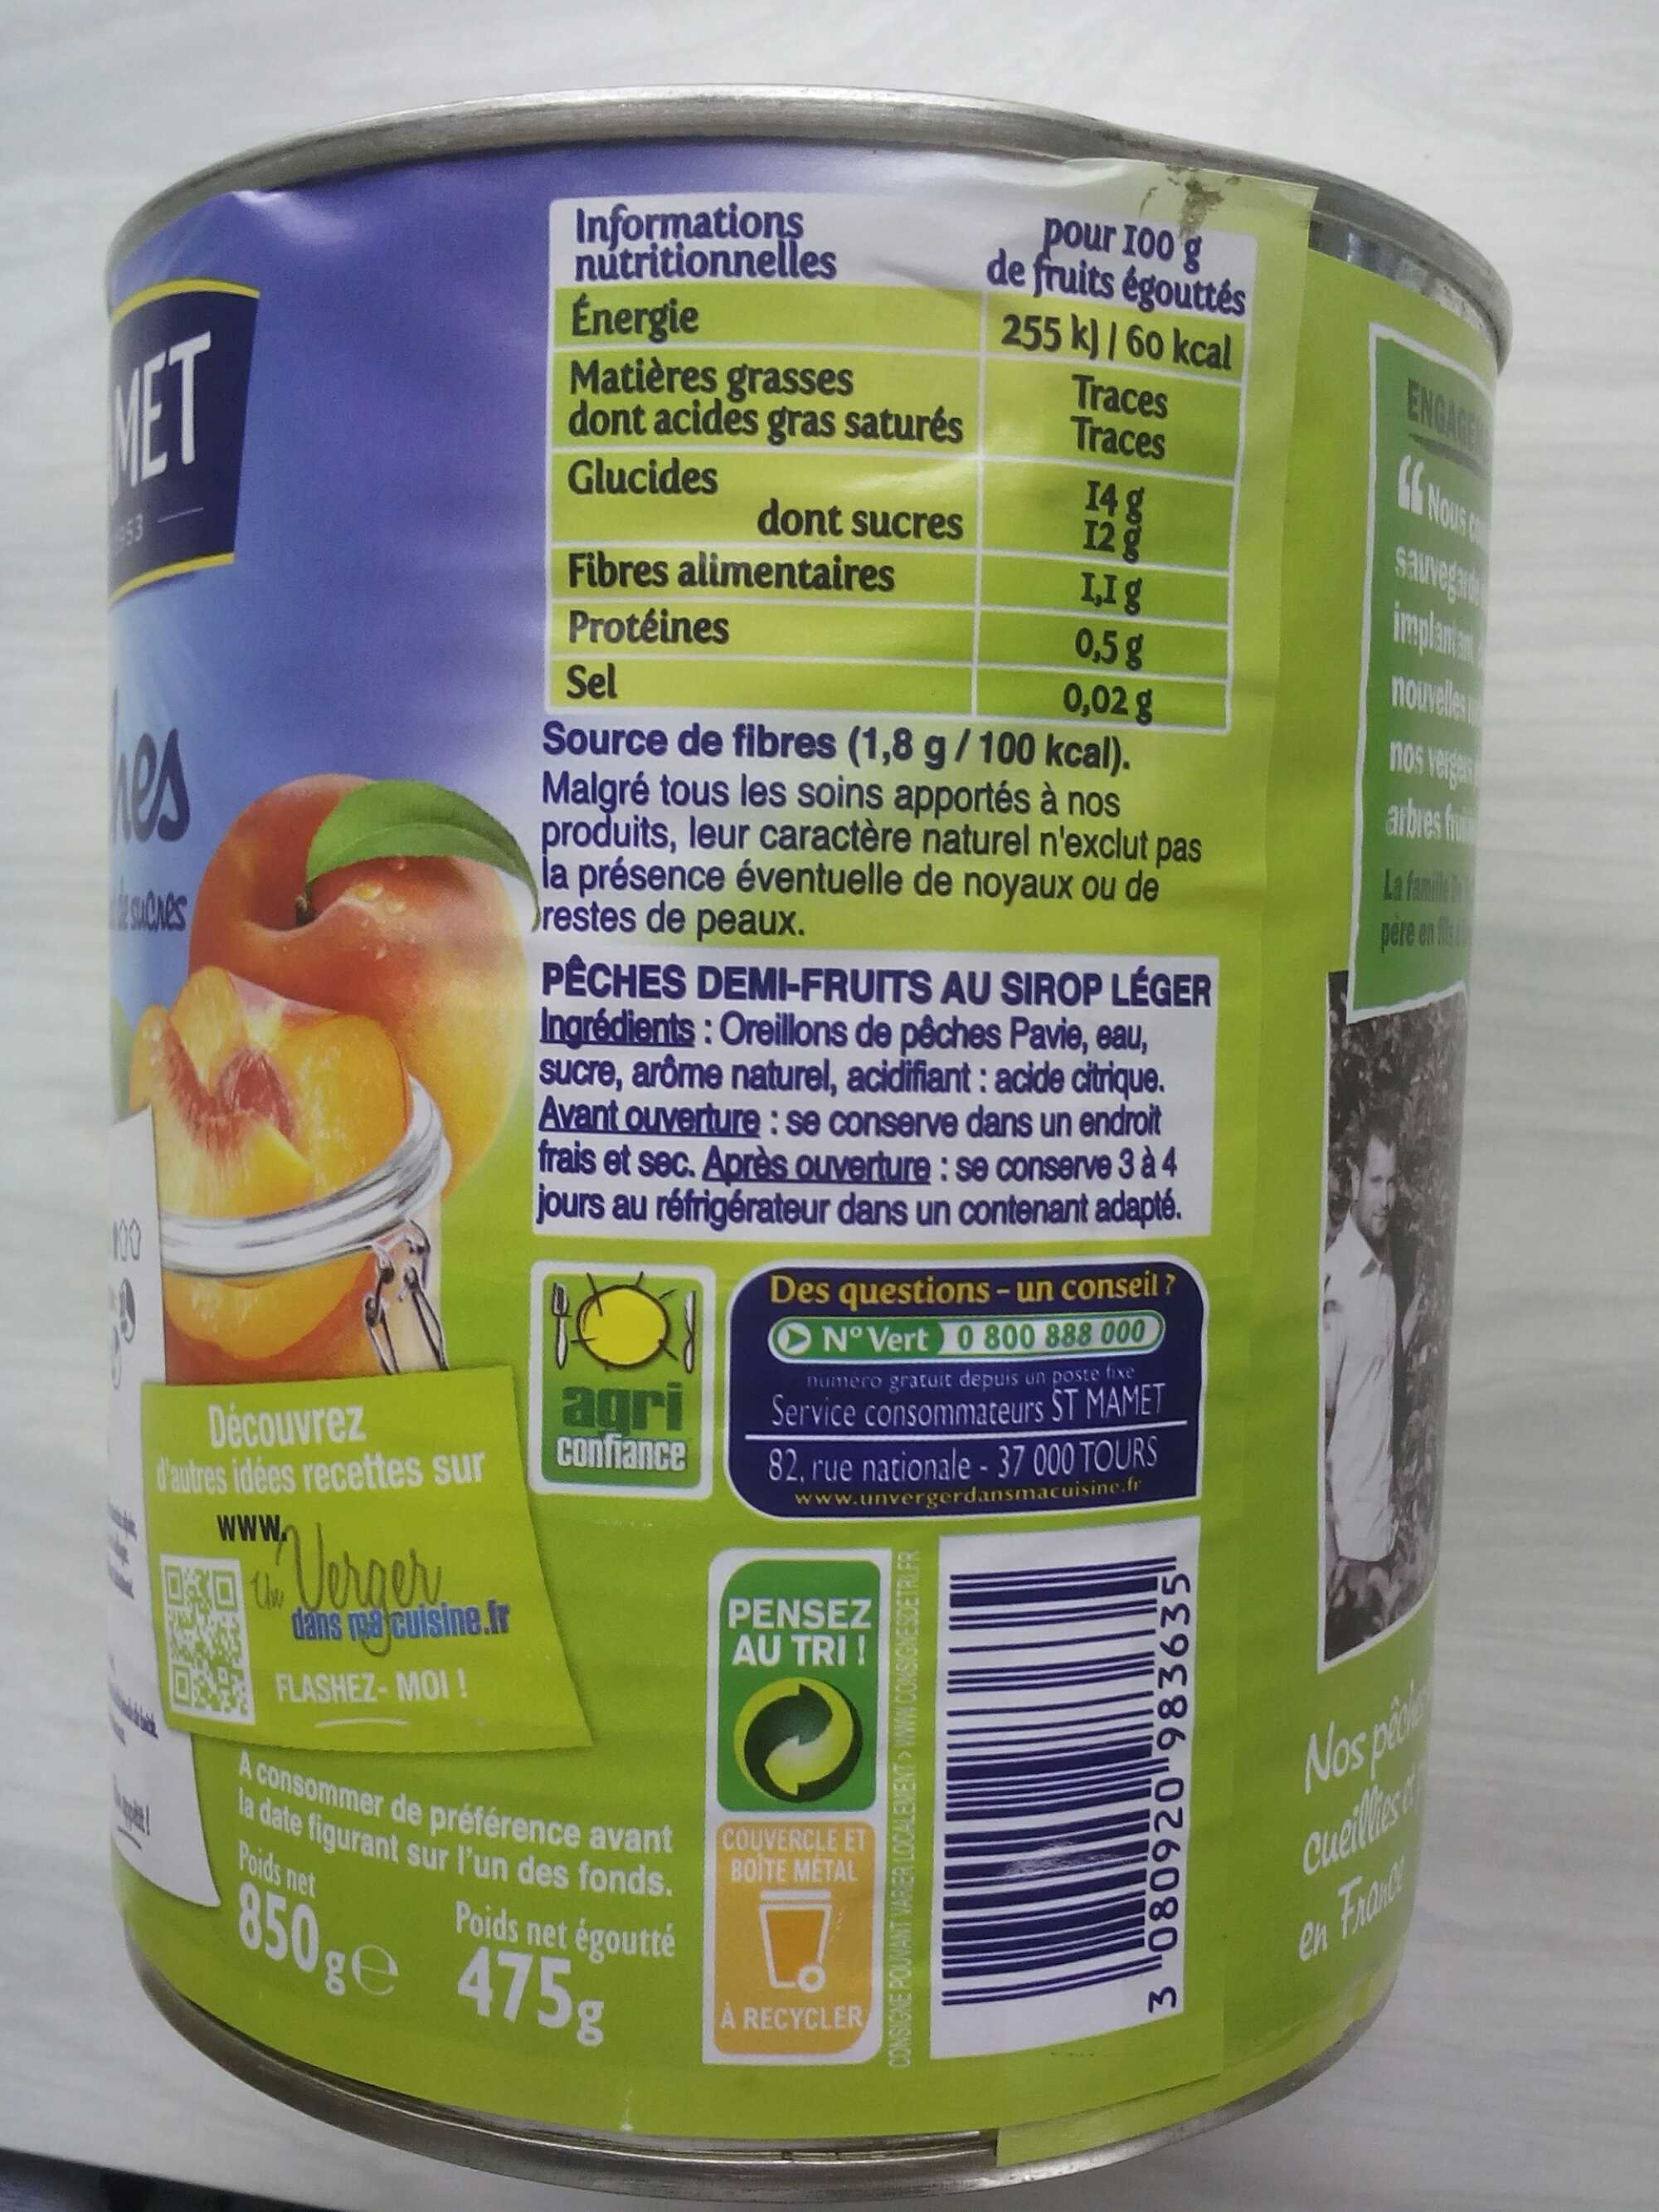 MET
1953
hes
de sucres
Informations
nutritionnelles
pour 100 g
de fruits égouttés
Énergie
255 kJ / 60 kcal
Matières grasses
Traces
dont acides gras saturés
Traces
Glucides
14 g
dont sucres
12 g
Fibres alimentaires
1,1 g
Protéines
0,5 g
Sel
0,02 g
Source de fibres (1,8 g / 100 kcal).
Malgré tous les soins apportés à nos
produits, leur caractère naturel n'exclut pas
la présence éventuelle de noyaux ou de
restes de peaux.
PÊCHES DEMI-FRUITS AU SIROP LÉGER
Ingrédients : Oreillons de pêches Pavie, eau,
sucre, arôme naturel, acidifiant : acide citrique.
Avant ouverture : se conserve dans un endroit
frais et sec. Après ouverture : se conserve 3 à 4
jours au réfrigérateur dans un contenant adapté.
agri
confiance
Des questions - un conseil ?
N° Vert 0 800 888 000
numéro gratuit depuis un poste fixe
Service consommateurs ST MAMET
82, rue nationale - 37 000 TOURS
www.unvergerdansmacuisine.fr
Découvrez
d'autres idées recettes sur
www.
Un Verger
dans ma cuisine.fr
FLASHEZ- MOI !
A consommer de préférence avant
la date figurant sur l'un des fonds.
Poids net
850g e
Poids net égoutté
475g
PENSEZ
AU TRI !
COUVERCLE ET
BOÎTE MÉTAL
À RECYCLER
CONSIGNE POUVANT VARIER LOCALEMENT > WWW.CONSIGNESDETRI.FR
3 080920 983635
ENGAGE
“ Nous
sauvegarde
implantant
nouvelles
nos vergers
arbres
La famille
père en fils
Nos pêches
cueillies et
en France